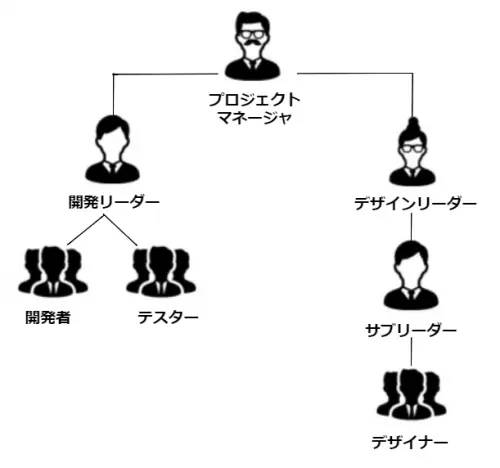 プロジェクト
マネージャ
開発リーダー
デザインリーダー
開発者
テスター
サブリーダー
デザイナー